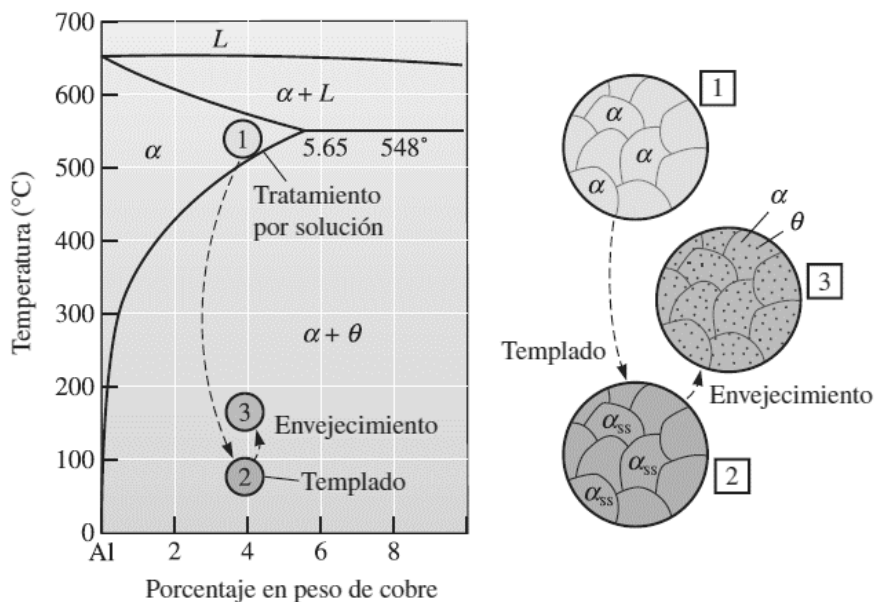 700
600
500
400
300
200
100
0
Temperatura (°C)
L
α + L
α
1
5.65 548°
Tratamiento
por solución
α + θ
3
Envejecimiento
2
Templado
Al 2 4 6 8
Porcentaje en peso de cobre
1
α
α
α
α
θ
3
Templado
Envejecimiento
αss
αss
αss
2